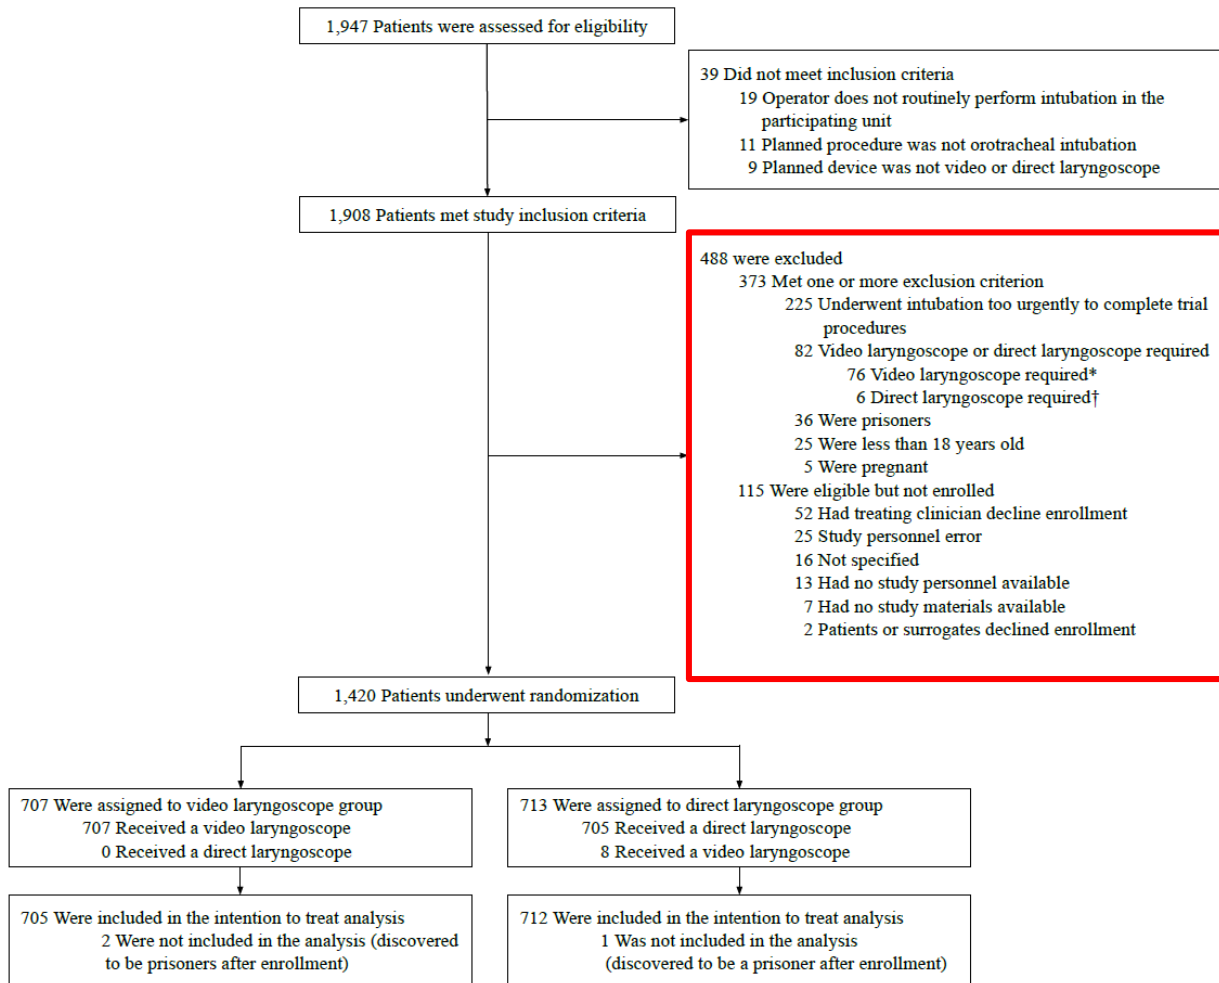 1,947 Patients were assessed for eligibility
39 Did not meet inclusion criteria
19 Operator does not routinely perform intubation in the
participating unit
11 Planned procedure was not orotracheal intubation
9 Planned device was not video or direct laryngoscope
1,908 Patients met study inclusion criteria
488 were excluded
373 Met one or more exclusion criterion
225 Underwent intubation too urgently to complete trial
procedures
82 Video laryngoscope or direct laryngoscope required
76 Video laryngoscope required*
6 Direct laryngoscope required†
36 Were prisoners
25 Were less than 18 years old
5 Were pregnant
115 Were eligible but not enrolled
52 Had treating clinician decline enrollment
25 Study personnel error
16 Not specified
13 Had no study personnel available
7 Had no study materials available
2 Patients or surrogates declined enrollment
1,420 Patients underwent randomization
707 Were assigned to video laryngoscope group
707 Received a video laryngoscope
0 Received a direct laryngoscope
713 Were assigned to direct laryngoscope group
705 Received a direct laryngoscope
8 Received a video laryngoscope
705 Were included in the intention to treat analysis
2 Were not included in the analysis (discovered
to be prisoners after enrollment)
712 Were included in the intention to treat analysis
1 Was not included in the analysis
(discovered to be a prisoner after enrollment)